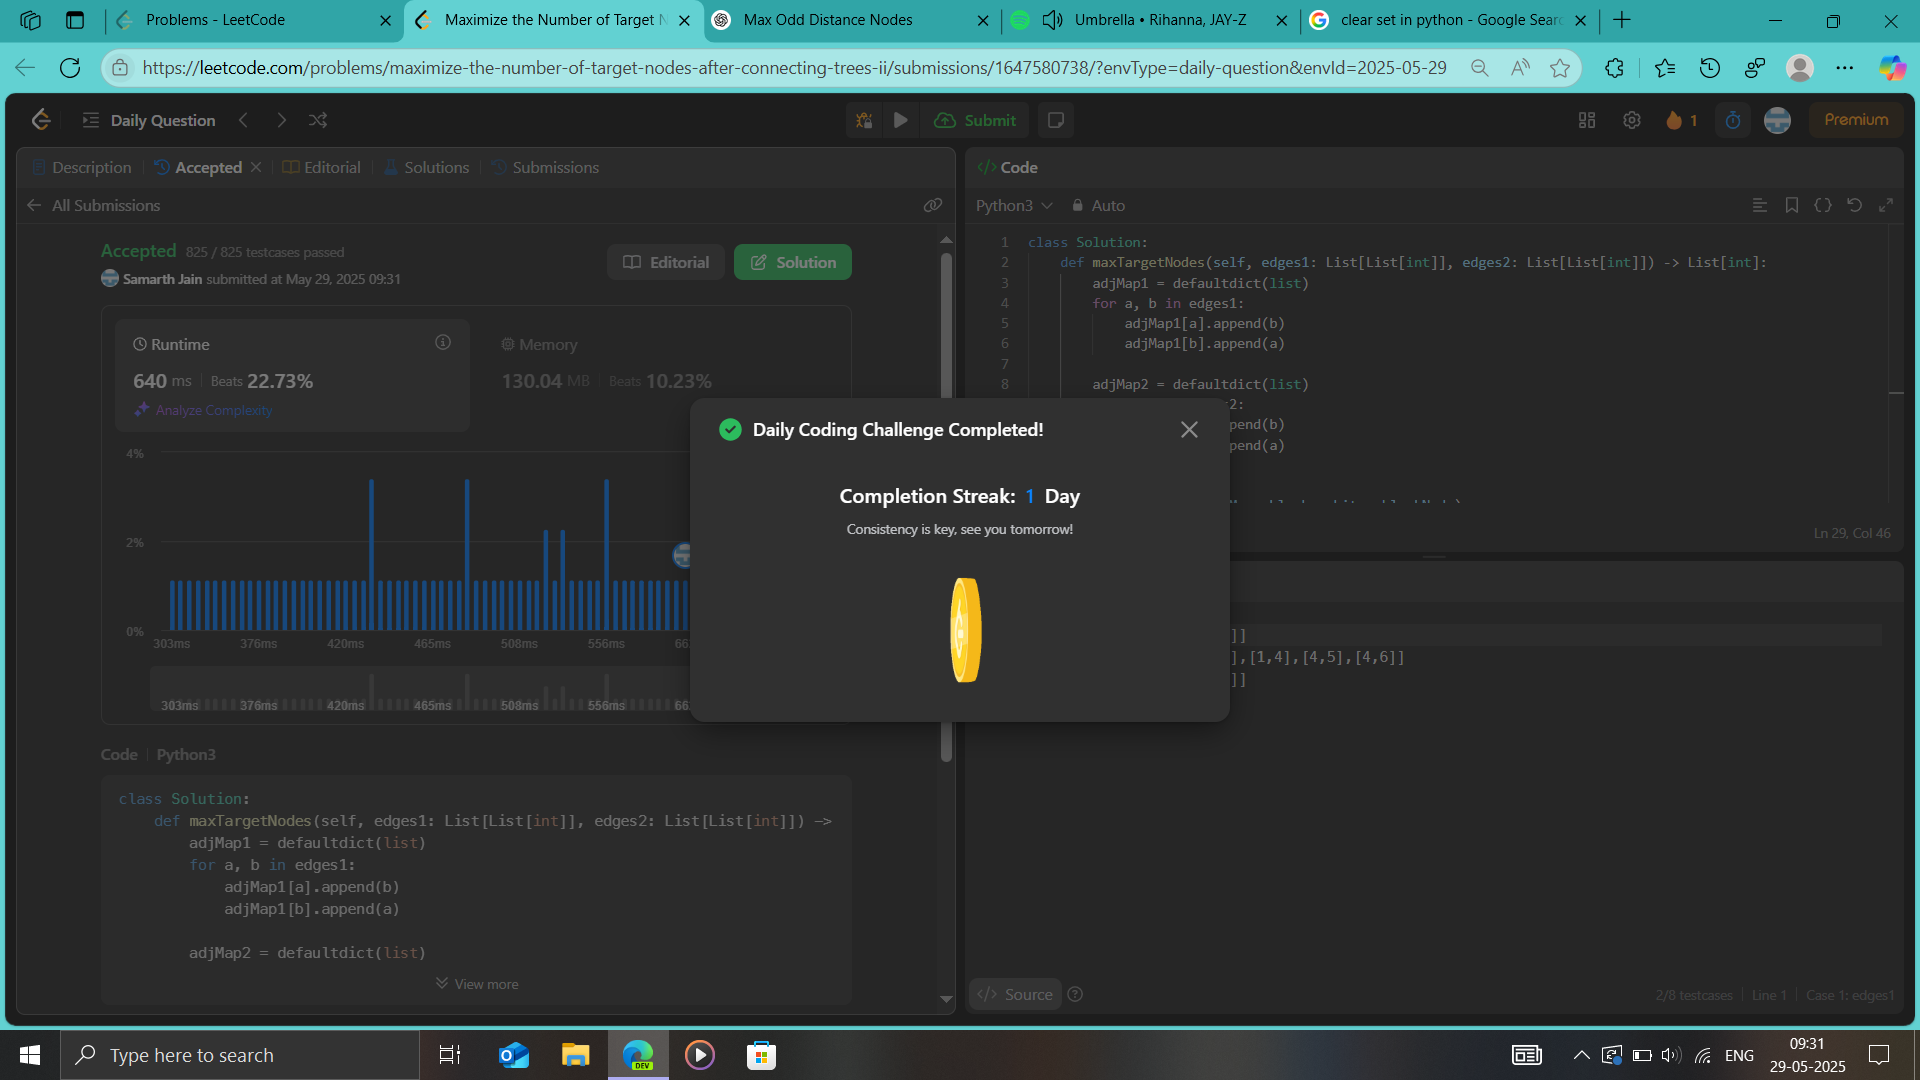 Problems - LeetCode
Maximize the Number of Target N
Max Odd Distance Nodes
Umbrella • Rihanna, JAY-Z
clear set in python - Google Searc
https://leetcode.com/problems/maximize-the-number-of-target-nodes-after-connecting-trees-ii/submissions/1647580738/?envType=daily-question&envId=2025-05-29
Daily Question
Submit
1
Premium
Description
Accepted
Editorial
Solutions
Submissions
All Submissions
Accepted 825 / 825 testcases passed
Samarth Jain submitted at May 29, 2025 09:31
Editorial
Solution
Runtime
640 ms Beats 22.73%
Analyze Complexity
Memory
130.04 MB Beats 10.23%
4%
2%
0%
303ms 376ms 420ms 465ms 508ms 556ms 66
303ms 376ms 420ms 465ms 508ms 556ms 66
Code Python3
class Solution:
def maxTargetNodes(self, edges1: List[List[int]], edges2: List[List[int]]) ->
adjMap1 = defaultdict(list)
for a, b in edges1:
adjMap1[a].append(b)
adjMap1[b].append(a)
adjMap2 = defaultdict(list)
View more
</> Code
Python3 Auto
1 class Solution:
2 def maxTargetNodes(self, edges1: List[List[int]], edges2: List[List[int]]) -> List[int]:
3 adjMap1 = defaultdict(list)
4 for a, b in edges1:
5 adjMap1[a].append(b)
6 adjMap1[b].append(a)
7
8 adjMap2 = defaultdict(list)
2:
pend(b)
pend(a)
Ln 29, Col 46
Daily Coding Challenge Completed!
Completion Streak: 1 Day
Consistency is key, see you tomorrow!
]]
],[1,4],[4,5],[4,6]]
]]
</> Source
2/8 testcases Line 1 Case 1: edges1
Type here to search
DEV
ENG
09:31
29-05-2025